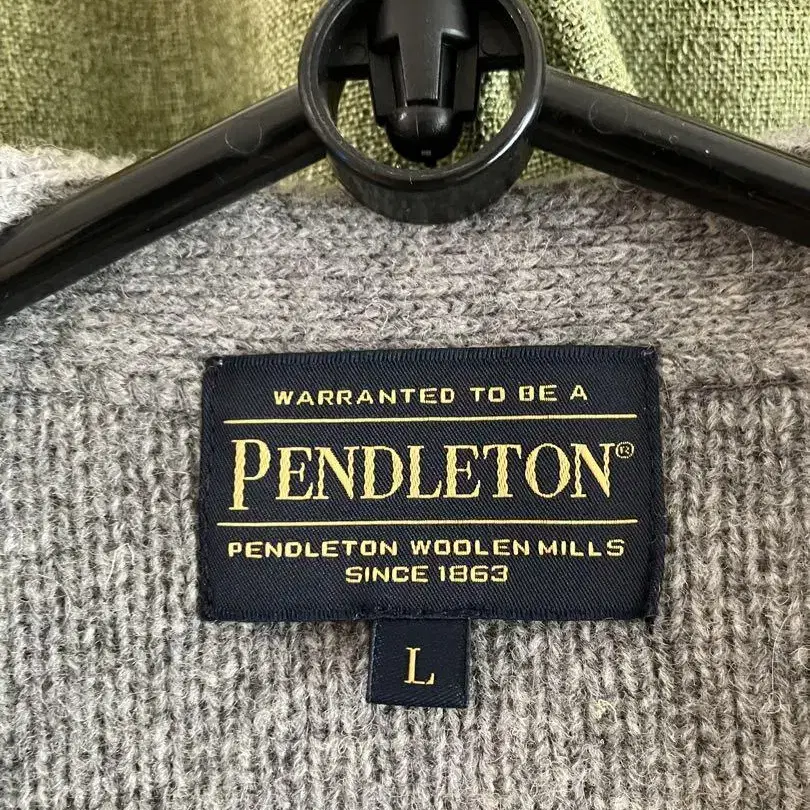 WARRANTED TO BE A
PENDLETON®
PENDLETON WOOLEN MILLS
SINCE 1863
L